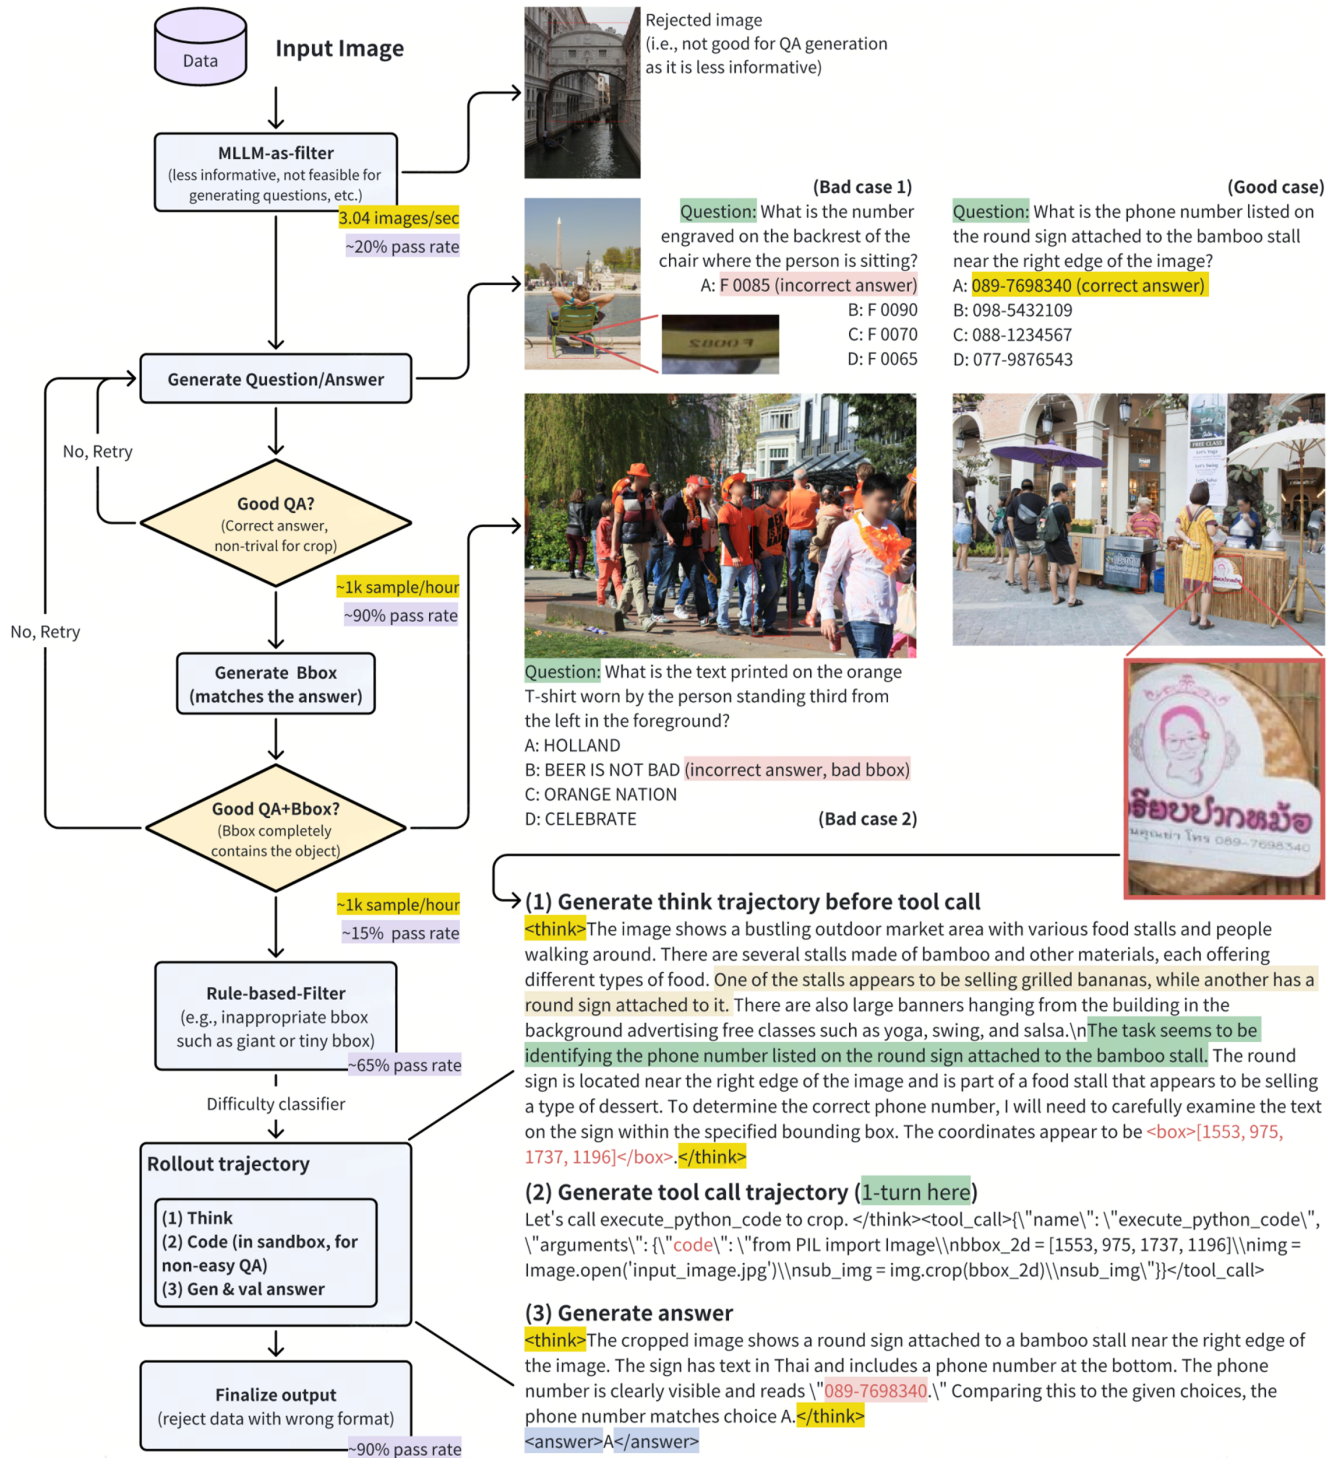 Data
Input Image
MLLM-as-filter
(less informative, not feasible for
generating questions, etc.)
3.04 images/sec
~20% pass rate
Generate Question/Answer
No, Retry
Good QA?
(Correct answer,
non-trival for crop)
~1k sample/hour
~90% pass rate
No, Retry
Generate Bbox
(matches the answer)
Good QA+Bbox?
(Bbox completely
contains the object)
~1k sample/hour
~15% pass rate
Rule-based-Filter
(e.g., inappropriate bbox
such as giant or tiny bbox)
~65% pass rate
Difficulty classifier
Rollout trajectory
(1) Think
(2) Code (in sandbox, for
non-easy QA)
(3) Gen & val answer
Finalize output
(reject data with wrong format)
~90% pass rate
Rejected image
(i.e., not good for QA generation
as it is less informative)
(Bad case 1)
Question: What is the number
engraved on the backrest of the
chair where the person is sitting?
A: F 0085 (incorrect answer)
B: F 0090
C: F 0070
D: F 0065
(Good case)
Question: What is the phone number listed on
the round sign attached to the bamboo stall
near the right edge of the image?
A: 089-7698340 (correct answer)
B: 098-5432109
C: 088-1234567
D: 077-9876543
FREE CLASS
Question: What is the text printed on the orange
T-shirt worn by the person standing third from
the left in the foreground?
A: HOLLAND
B: BEER IS NOT BAD (incorrect answer, bad bbox)
C: ORANGE NATION
D: CELEBRATE
(Bad case 2)
รียบปากหม้อ
นคุณย่า โทร 089-7698340
(1) Generate think trajectory before tool call
<think>The image shows a bustling outdoor market area with various food stalls and people
walking around. There are several stalls made of bamboo and other materials, each offering
different types of food. One of the stalls appears to be selling grilled bananas, while another has a
round sign attached to it. There are also large banners hanging from the building in the
background advertising free classes such as yoga, swing, and salsa.\nThe task seems to be
identifying the phone number listed on the round sign attached to the bamboo stall. The round
sign is located near the right edge of the image and is part of a food stall that appears to be selling
a type of dessert. To determine the correct phone number, I will need to carefully examine the text
on the sign within the specified bounding box. The coordinates appear to be <box>[1553, 975,
1737, 1196]</box>.</think>
(2) Generate tool call trajectory (1-turn here)
Let's call execute_python_code to crop. </think><tool_call>{\"name\": \"execute_python_code\",
\"arguments\": {\"code\": \"from PIL import Image\\nbbox_2d = [1553, 975, 1737, 1196]\\nimg =
Image.open('input_image.jpg')\\nsub_img = img.crop(bbox_2d)\\nsub_img\"}}</tool_call>
(3) Generate answer
<think>The cropped image shows a round sign attached to a bamboo stall near the right edge of
the image. The sign has text in Thai and includes a phone number at the bottom. The phone
number is clearly visible and reads \"089-7698340.\" Comparing this to the given choices, the
phone number matches choice A.</think>
<answer>A</answer>